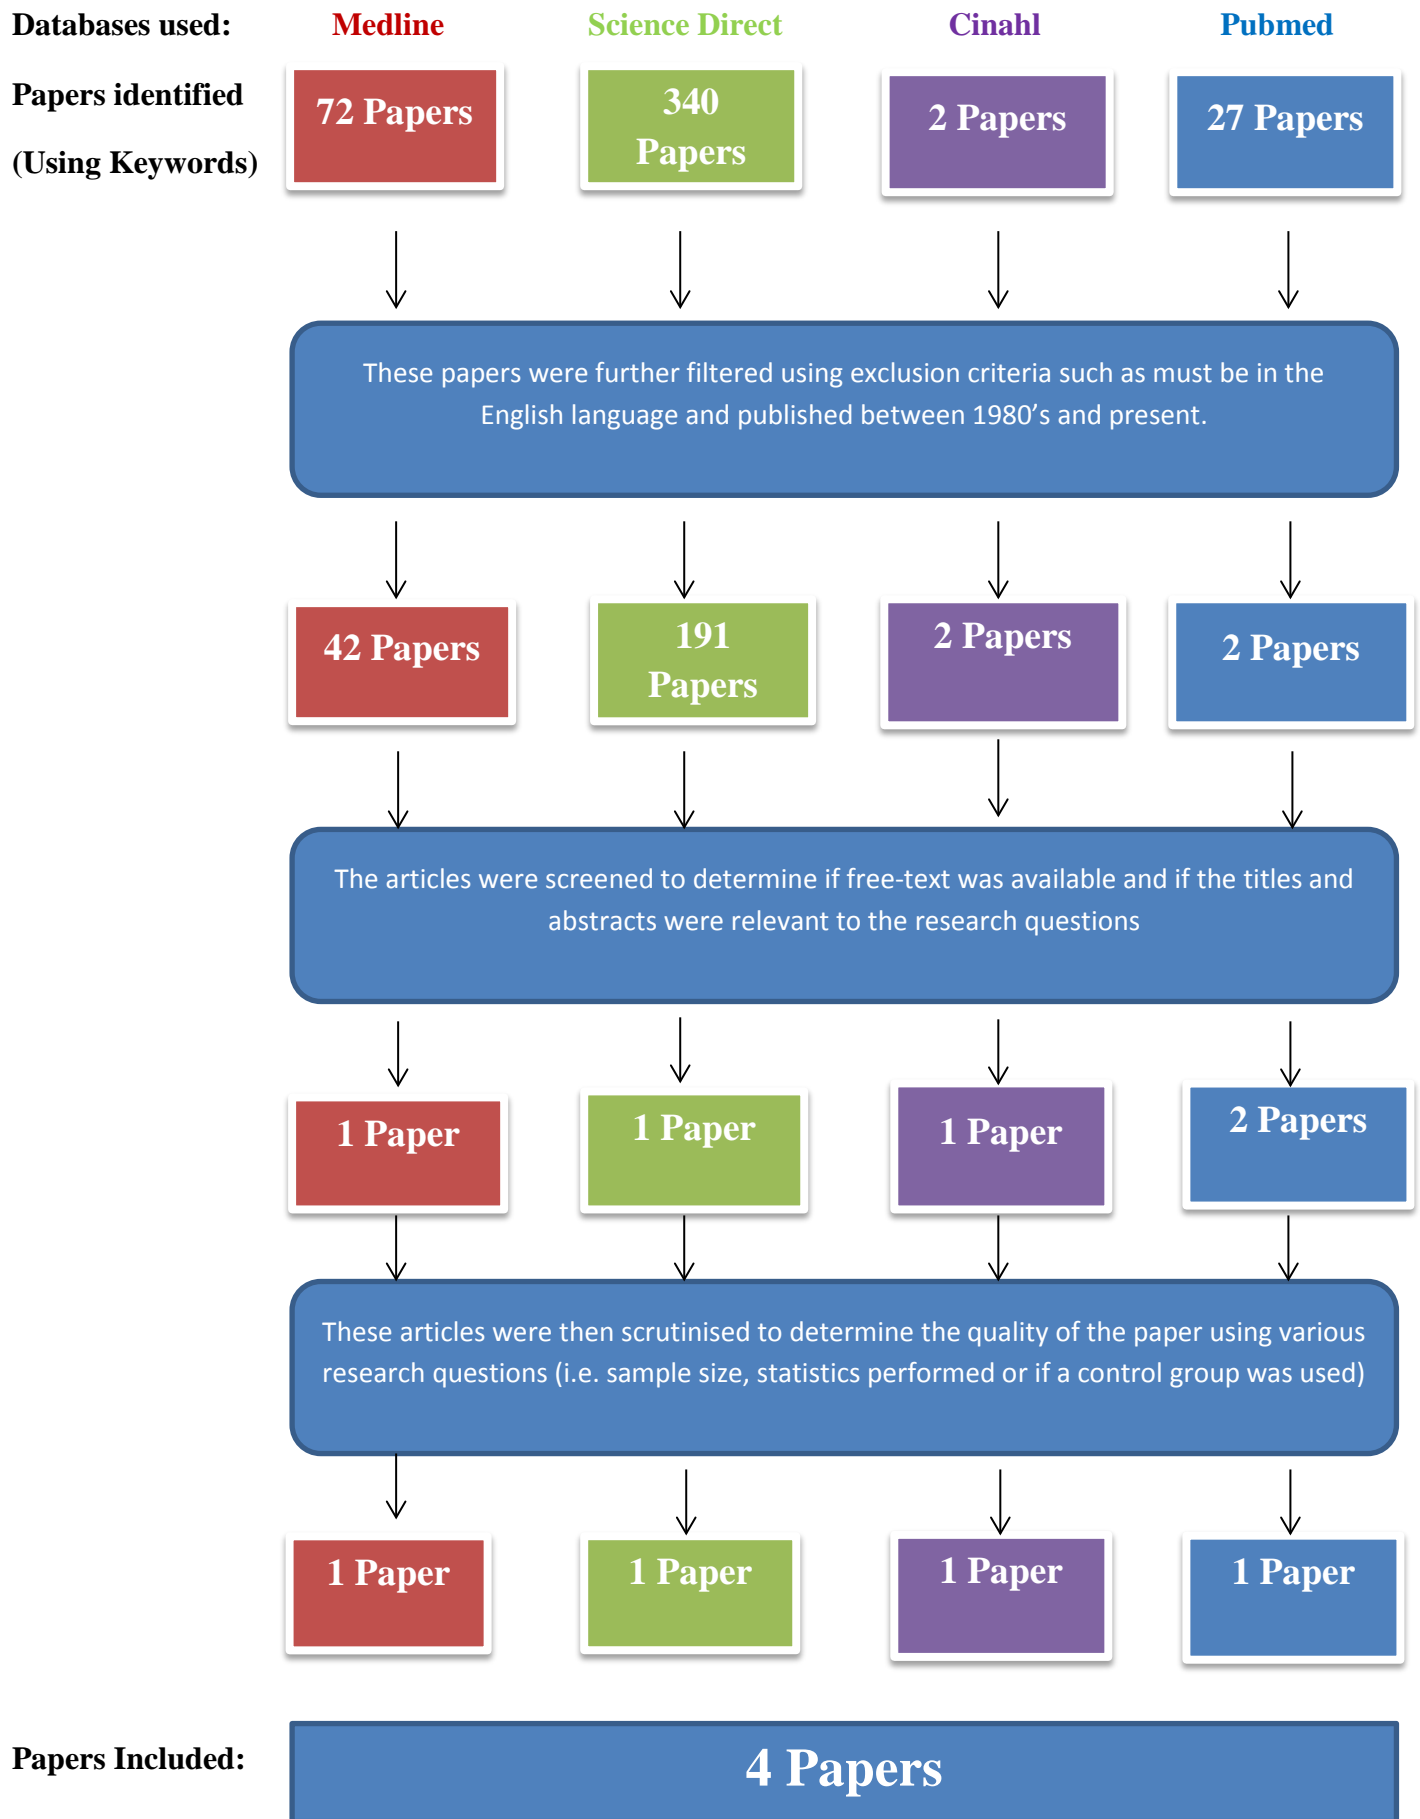 Databases used: Medline Science Direct Cinahl Pubmed
Papers identified
(Using Keywords)
72 Papers
340
Papers
2 Papers
27 Papers
These papers were further filtered using exclusion criteria such as must be in the
English language and published between 1980’s and present.
42 Papers
191
Papers
2 Papers
2 Papers
The articles were screened to determine if free-text was available and if the titles and
abstracts were relevant to the research questions
1 Paper
1 Paper
1 Paper
2 Papers
These articles were then scrutinised to determine the quality of the paper using various
research questions (i.e. sample size, statistics performed or if a control group was used)
1 Paper
1 Paper
1 Paper
1 Paper
Papers Included:
4 Papers